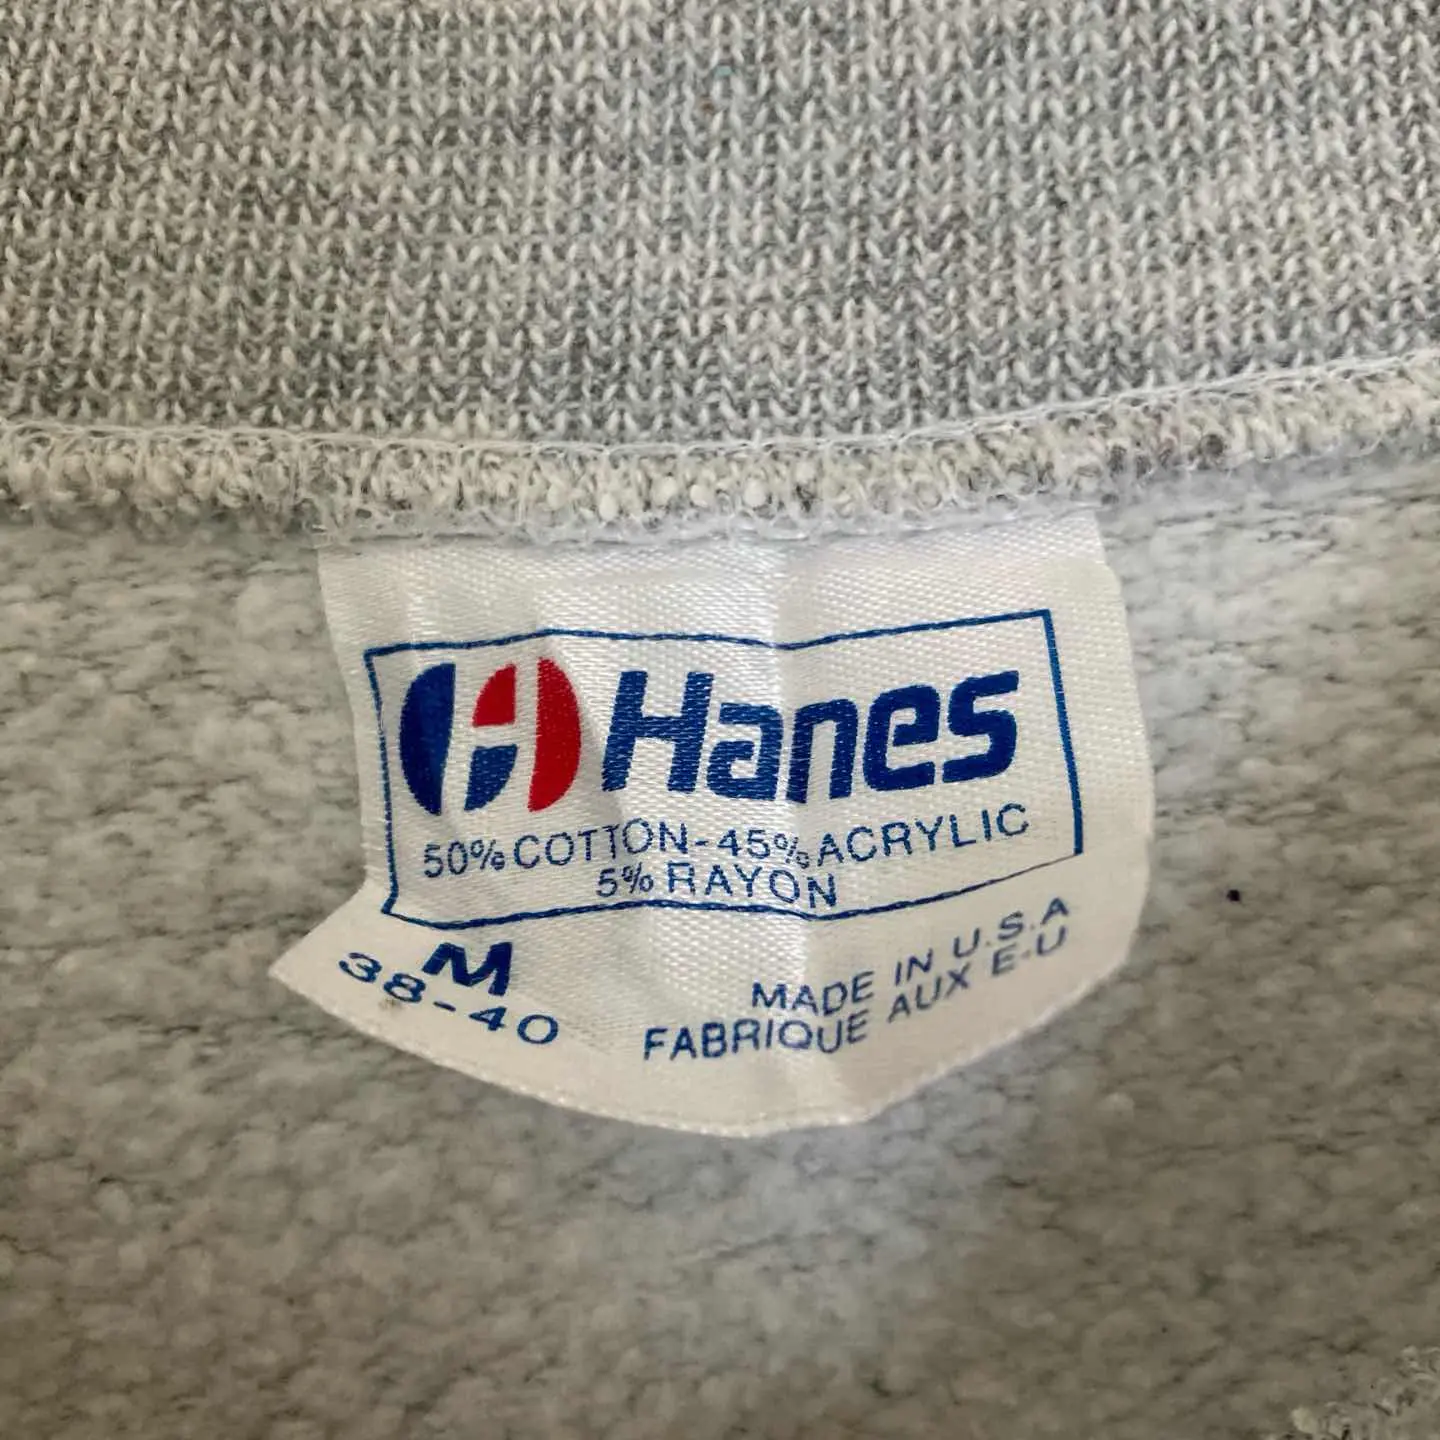 Hanes
50% COTTON-45% ACRYLIC
5% RAYON
M
38-40
MADE IN U.S.A
FABRIQUE AUX E-U